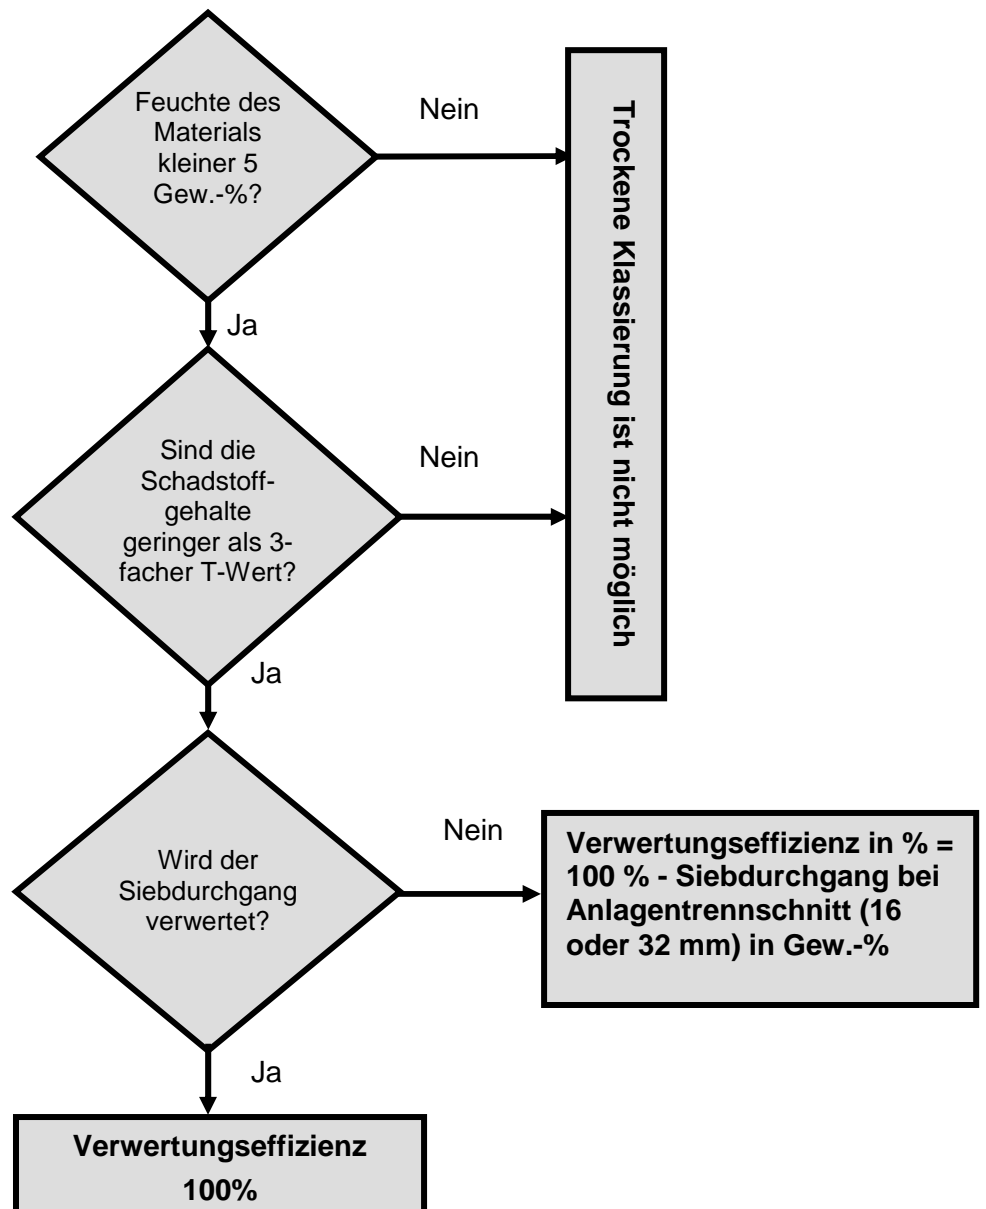 Feuchte des
Materials
kleiner 5
Gew.-%?
Nein
Ja
Trockene Klassierung ist nicht möglich
Sind die
Schadstoff-
gehalte
geringer als 3-
facher T-Wert?
Nein
Ja
Wird der
Siebdurchgang
verwertet?
Nein
Verwertungseffizienz in % =
100 % - Siebdurchgang bei
Anlagentrennschnitt (16
oder 32 mm) in Gew.-%
Ja
Verwertungseffizienz
100%